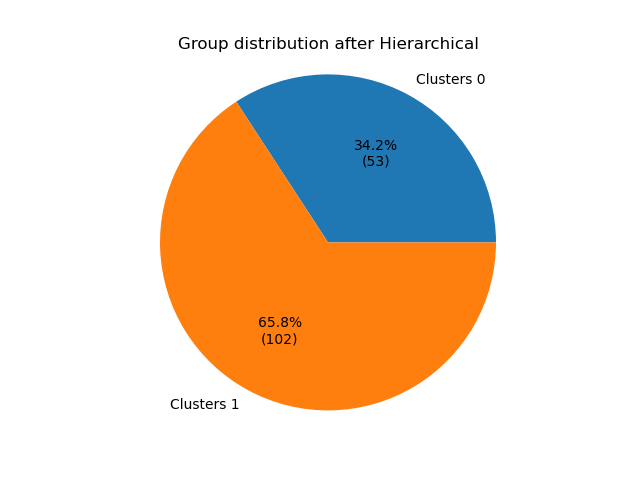 Group distribution after Hierarchical
Clusters 0
34.2%
(53)
65.8%
(102)
Clusters 1